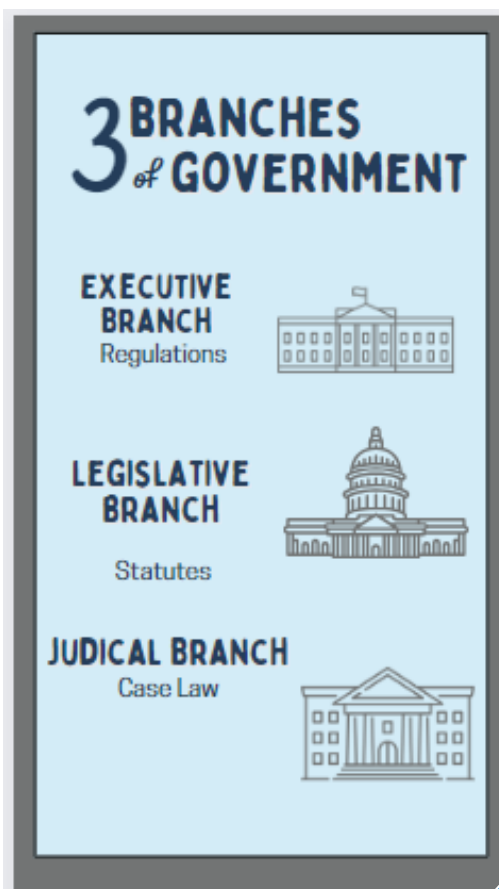 3 BRANCHES
of GOVERNMENT
EXECUTIVE
BRANCH
Regulations
LEGISLATIVE
BRANCH
Statutes
JUDICAL BRANCH
Case Law